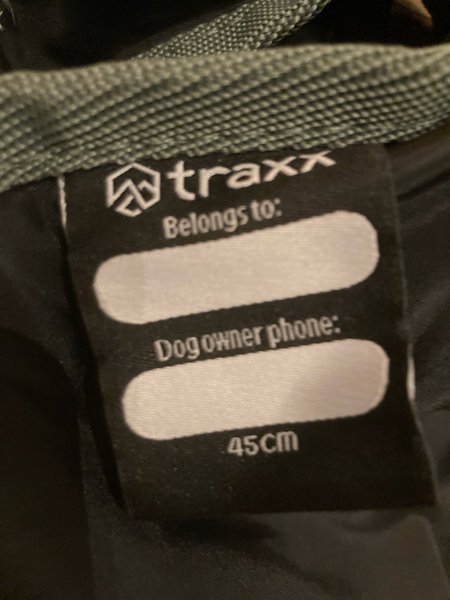 traxx
Belongs to:
Dog owner phone:
45cm